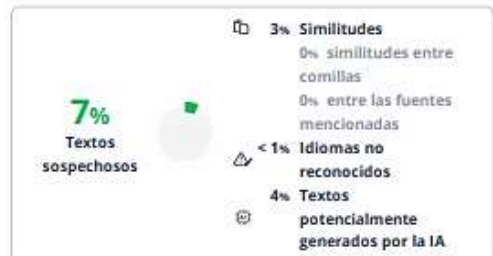 7%
Textos
sospechosos
3% Similitudes
0% similitudes entre
comillas
0% entre las fuentes
mencionadas
< 1% Idiomas no
reconocidos
4% Textos
potencialmente
generados por la IA